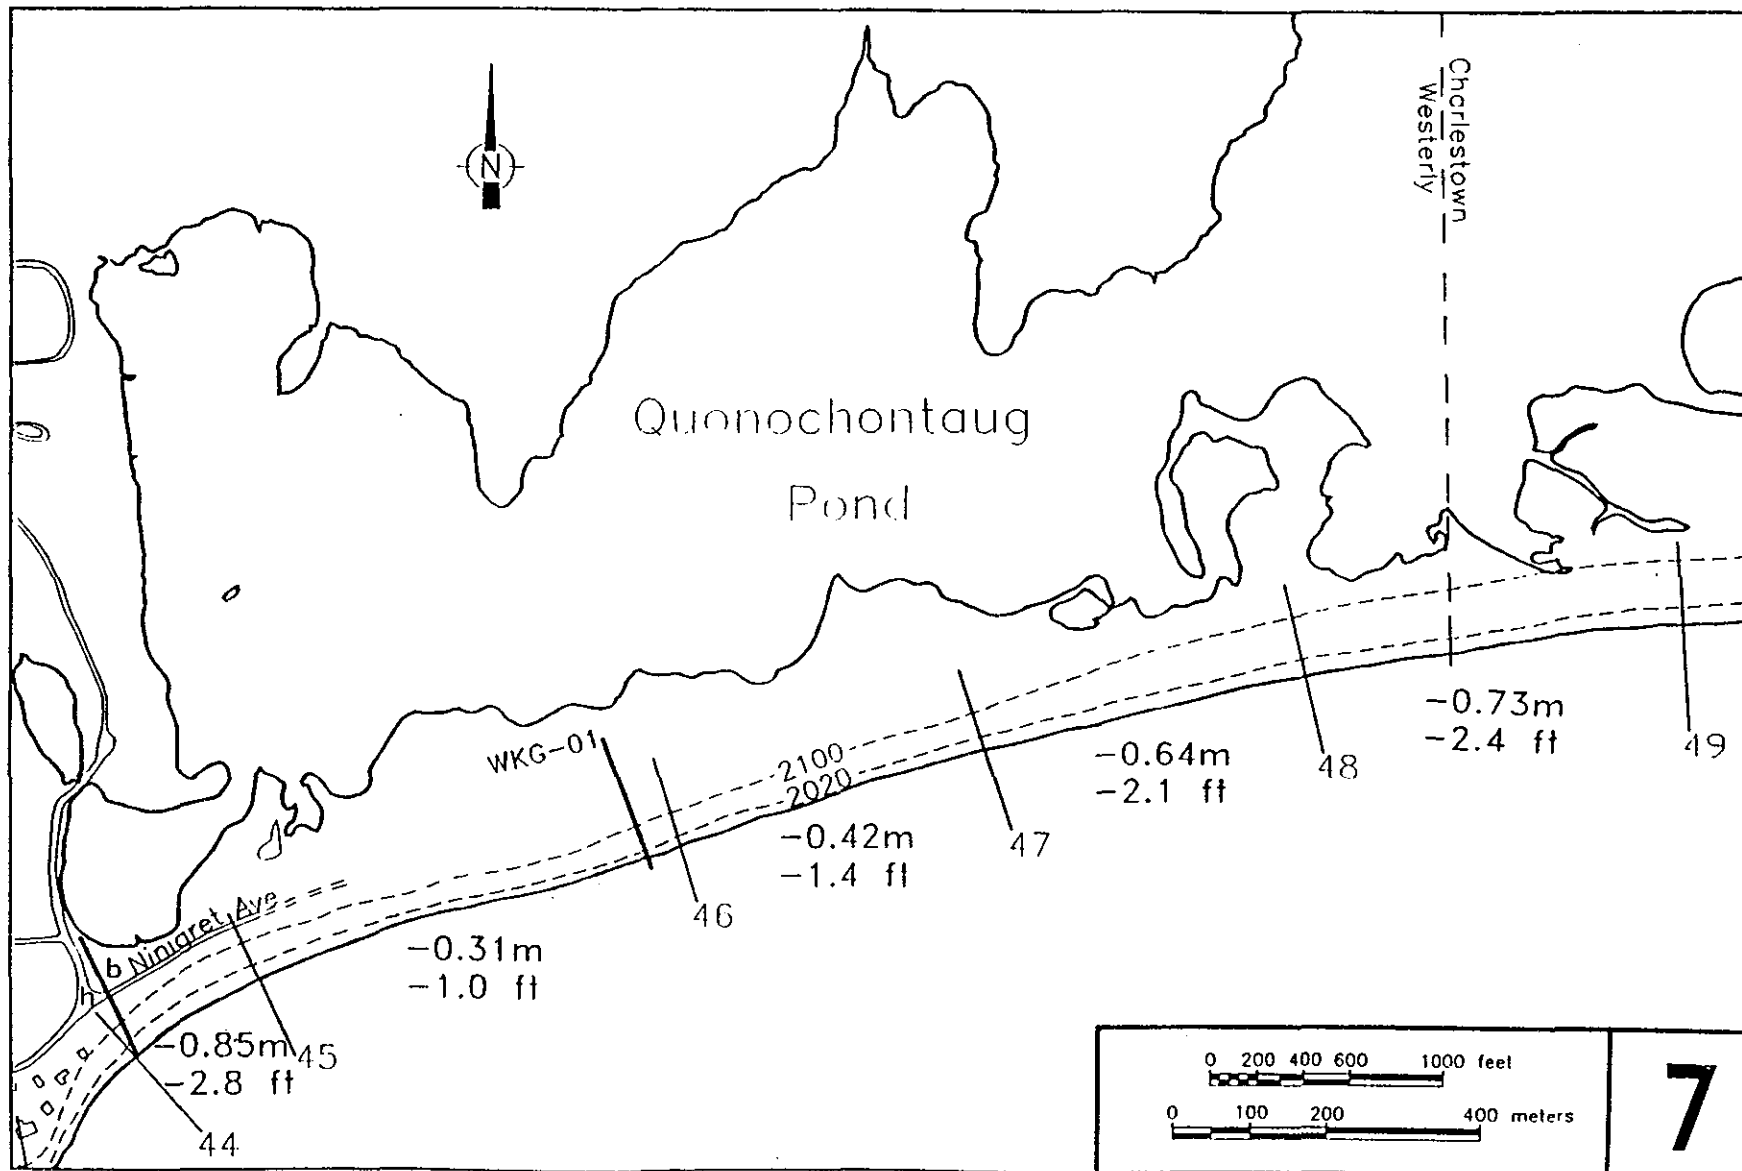 Charlestown
Westerly
N
Quonochontaug
Pond
WKG-01
2100
2020
-0.73m
-2.4 ft
49
-0.64m
-2.1 ft
48
-0.42m
-1.4 ft
47
46
-0.31m
-1.0 ft
b Ninigret Ave
h
a
-0.85m
-2.8 ft
45
44
0 200 400 600 1000 feet
0 100 200 400 meters
7